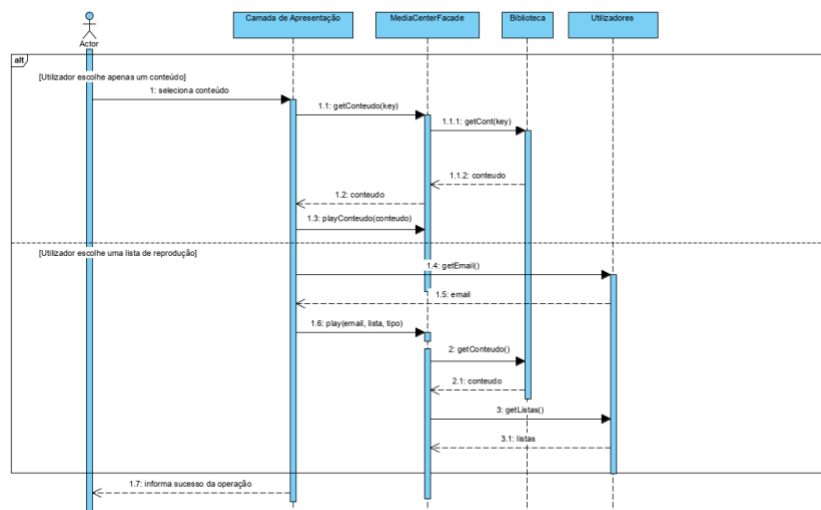 Camada de Apresentação
MediaCenterFacade
Biblioteca
Utilizadores
Actor
alt
[Utilizador escolhe apenas um conteúdo]
1: seleciona conteúdo
1.1: getConteudo(key)
1.1.1: getCont(key)
1.1.2: conteudo
1.2: conteudo
1.3: playConteudo(conteudo)
[Utilizador escolhe uma lista de reprodução]
1.4: getEmail()
1.5: email
1.6: play(email, lista, tipo)
2: getConteudo()
2.1: conteudo
3: getListas()
3.1: listas
1.7: informa sucesso da operação